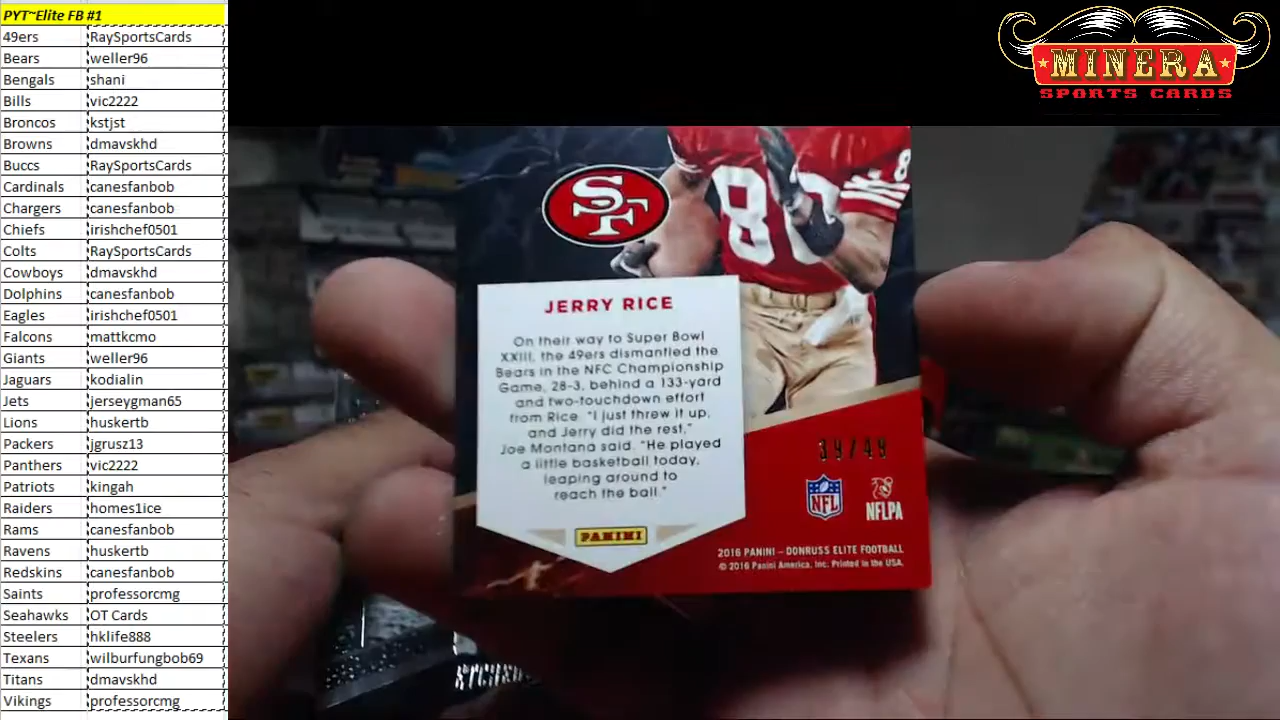 PYT~Elite FB #1
49ers RaySportsCards
Bears weller96
Bengals shani
Bills vic2222
Broncos kstjst
Browns dmavskhd
Buccs RaySportsCards
Cardinals canesfanbob
Chargers canesfanbob
Chiefs irishchef0501
Colts RaySportsCards
Cowboys dmavskhd
Dolphins canesfanbob
Eagles irishchef0501
Falcons mattkcmo
Giants weller96
Jaguars kodialin
Jets jerseygman65
Lions huskertb
Packers jgrusz13
Panthers vic2222
Patriots kingah
Raiders homes1ice
Rams canesfanbob
Ravens huskertb
Redskins canesfanbob
Saints professorcmg
Seahawks OT Cards
Steelers hklife888
Texans wilburfungbob69
Titans dmavskhd
Vikings professorcmg
MINERA
SPORTS CARDS
SF
80
8
JERRY RICE
On their way to Super Bowl
XXIII, the 49ers dismantled the
Bears in the NFC Championship
Game, 28-3, behind a 133-yard
and two-touchdown effort
from Rice. "I just threw it up,
and Jerry did the rest,"
Joe Montana said. "He played
a little basketball today,
leaping around to
reach the ball."
PANINI
39/49
NFL
NFLPA
2016 PANINI – DONRUSS ELITE FOOTBALL
© 2016 Panini America, Inc. Printed in the USA.